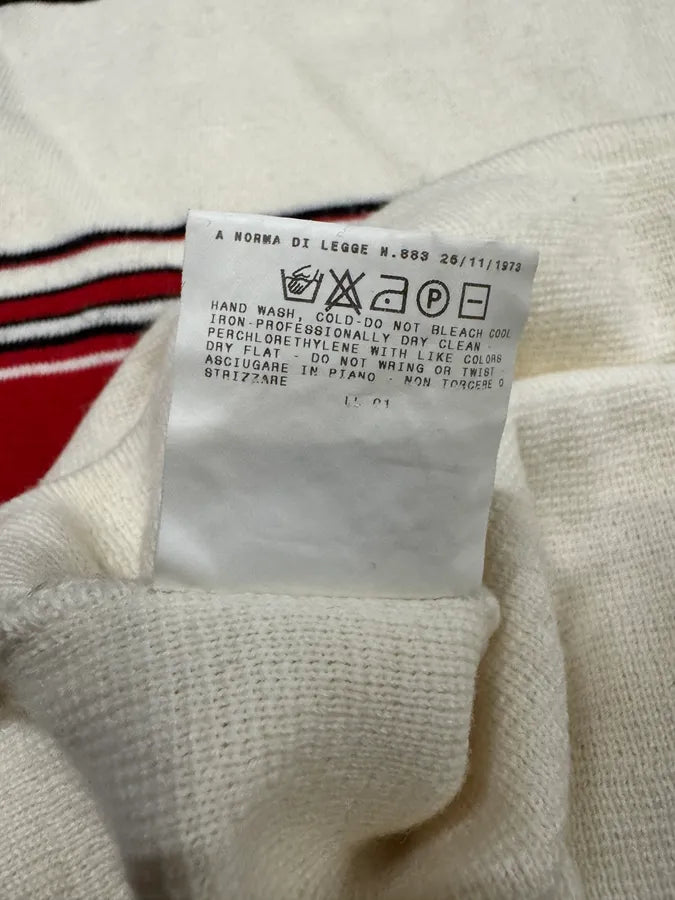 A NORMA DI LEGGE N.883 26/11/1973
P
HAND WASH, COLD-DO NOT BLEACH COOL
IRON-PROFESSIONALLY DRY CLEAN -
PERCHLORETHYLENE WITH LIKE COLORS
DRY FLAT - DO NOT WRING OR TWIST -
ASCIUGARE IN PIANO - NON TORCERE O
STRIZZARE